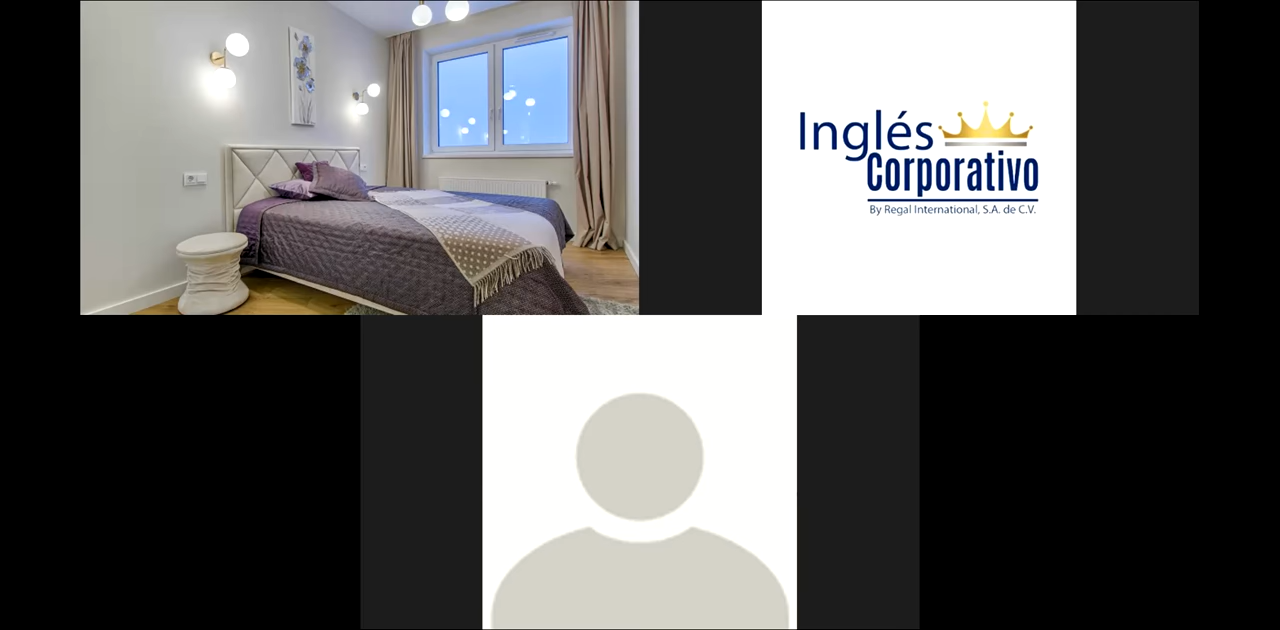 Inglés
Corporativo
By Regal International, S.A. de C.V.